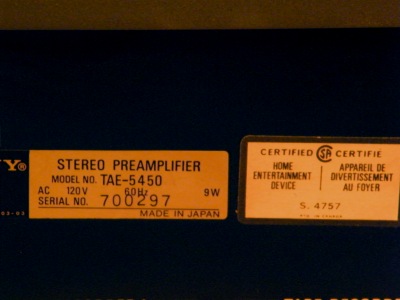 STEREO PREAMPLIFIER
MODEL NO. TAE-5450
AC 120V 60Hz 9W
SERIAL NO. 700297
MADE IN JAPAN
CERTIFIED SA CERTIFIE
HOME ENTERTAINMENT DEVICE
APPAREIL DE DIVERTISSEMENT AU FOYER
S. 4757